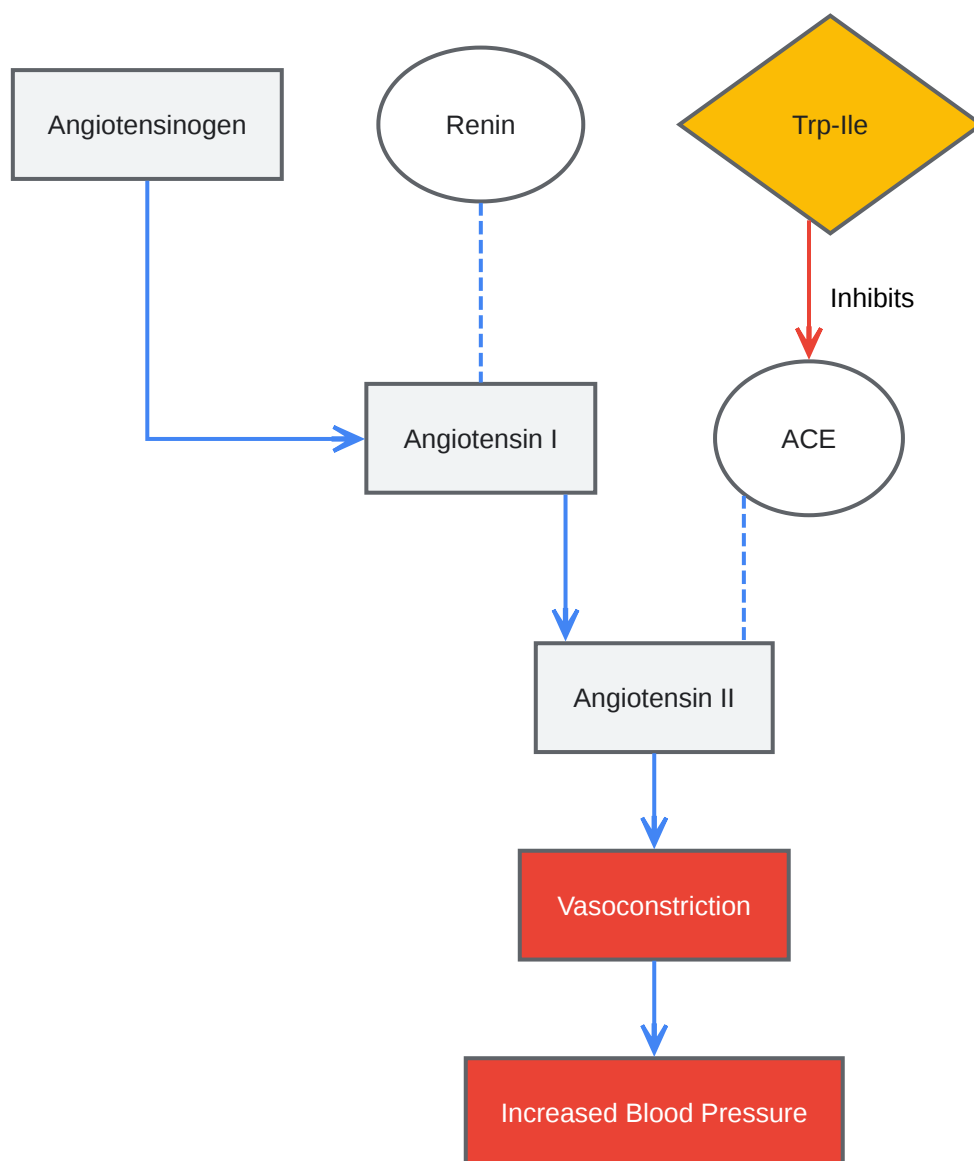 Angiotensinogen
Renin
Trp-Ile
Inhibits
Angiotensin I
ACE
Angiotensin II
Vasoconstriction
Increased Blood Pressure